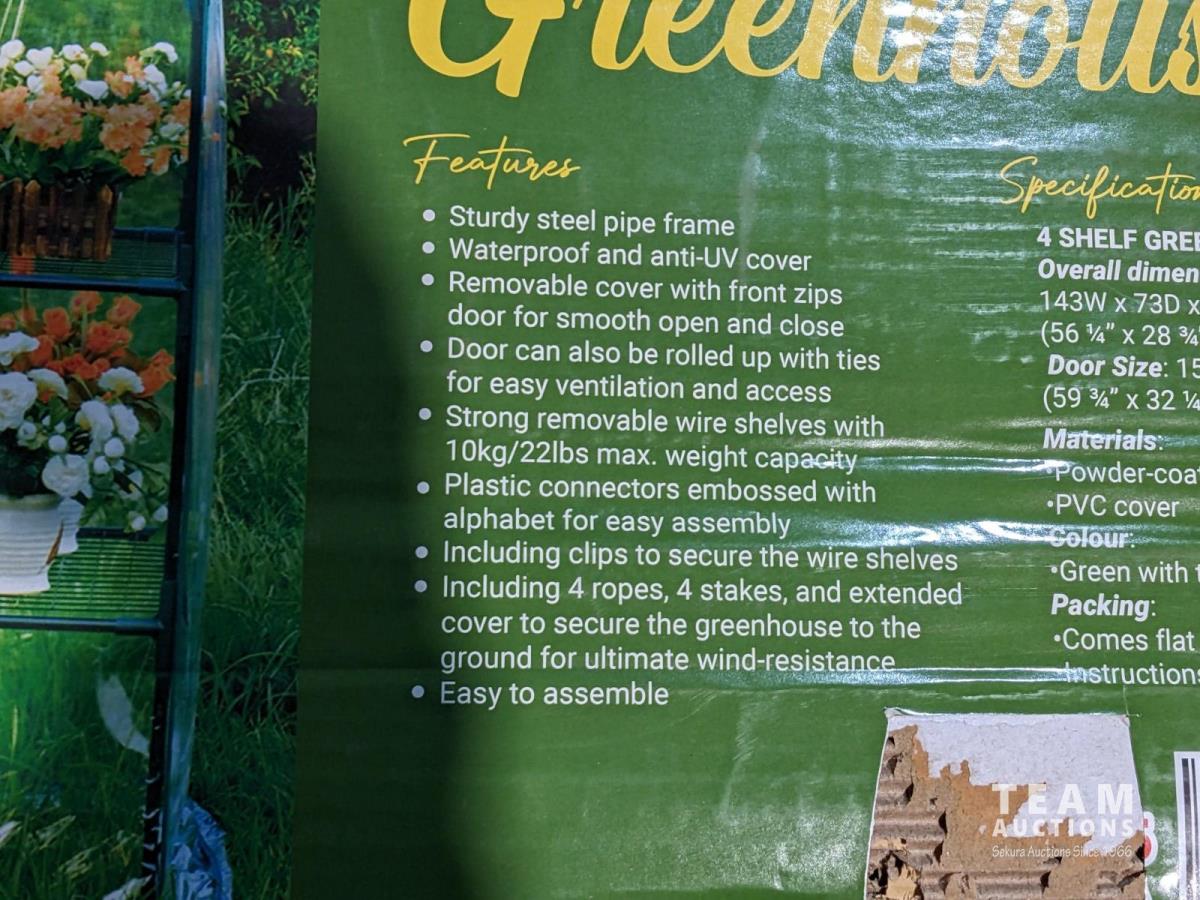 Greenhous
Features
Sturdy steel pipe frame
Waterproof and anti-UV cover
Removable cover with front zips
door for smooth open and close
Door can also be rolled up with ties
for easy ventilation and access
Strong removable wire shelves with
10kg/22lbs max. weight capacity
Plastic connectors embossed with
alphabet for easy assembly
Including clips to secure the wire shelves
Including 4 ropes, 4 stakes, and extended
cover to secure the greenhouse to the
ground for ultimate wind-resistance
Easy to assemble
Specification
4 SHELF GREE
Overall dimen
143W x 73D x
(56 ¼” x 28 ¾
Door Size: 15
(59 ¾” x 32 ¼
Materials:
•Powder-coa
•PVC cover
Colour:
•Green with t
Packing:
•Comes flat
Instructions
TEAM
AUCTIONS
Sekura Auctions Since 1966